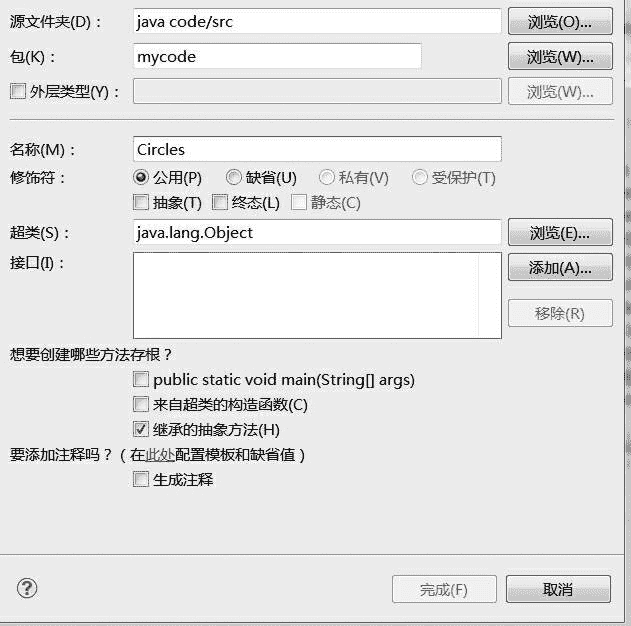 源文件夹(D)： java code/src 浏览(O)...
包(K)： mycode 浏览(W)...
外层类型(Y)： 浏览(W)...
名称(M)： Circles
修饰符： 公用(P) 缺省(U) 私有(V) 受保护(T)
抽象(T) 终态(L) 静态(C)
超类(S)： java.lang.Object 浏览(E)...
接口(I)： 添加(A)...
移除(R)
想要创建哪些方法存根？
public static void main(String[] args)
来自超类的构造函数(C)
继承的抽象方法(H)
要添加注释吗？（在此处配置模板和缺省值）
生成注释
? 完成(F) 取消